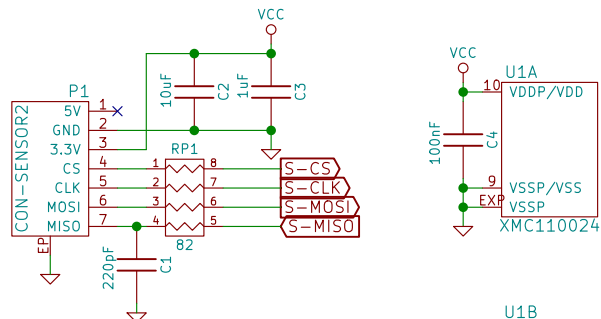 VCC
P1
CON-SENSOR2
5V 1
GND 2
3.3V 3
CS 4
CLK 5
MOSI 6
MISO 7
EP
10uF
C2
1uF
C3
RP1
1 8
2 7
3 6
4 5
82
S-CS
S-CLK
S-MOSI
S-MISO
220pF
C1
VCC
U1A
10 VDDP/VDD
100nF
C4
9 VSSP/VSS
EXP VSSP
XMC110024
U1B